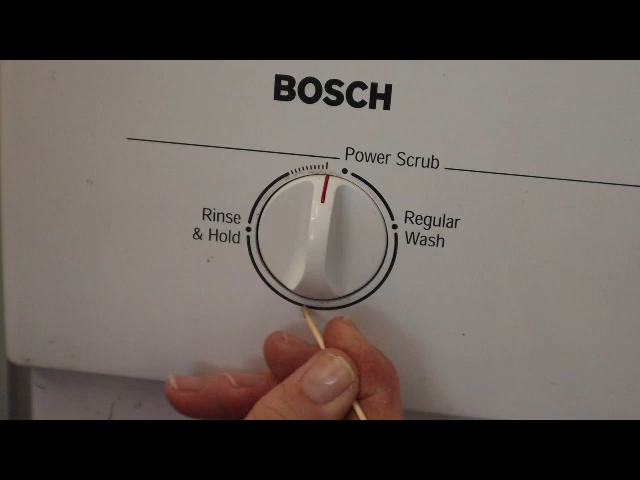 BOSCH
Power Scrub
Rinse
& Hold
Regular
Wash